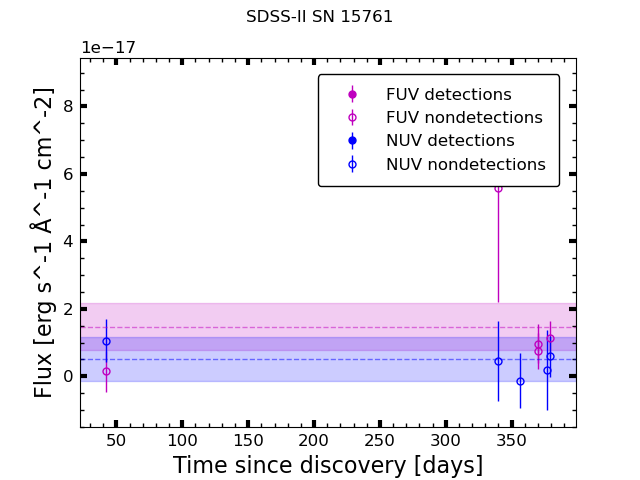 SDSS-II SN 15761
1e−17
FUV detections
FUV nondetections
NUV detections
NUV nondetections
8
6
4
2
0
Flux [erg s^-1 Å^-1 cm^-2]
50 100 150 200 250 300 350
Time since discovery [days]